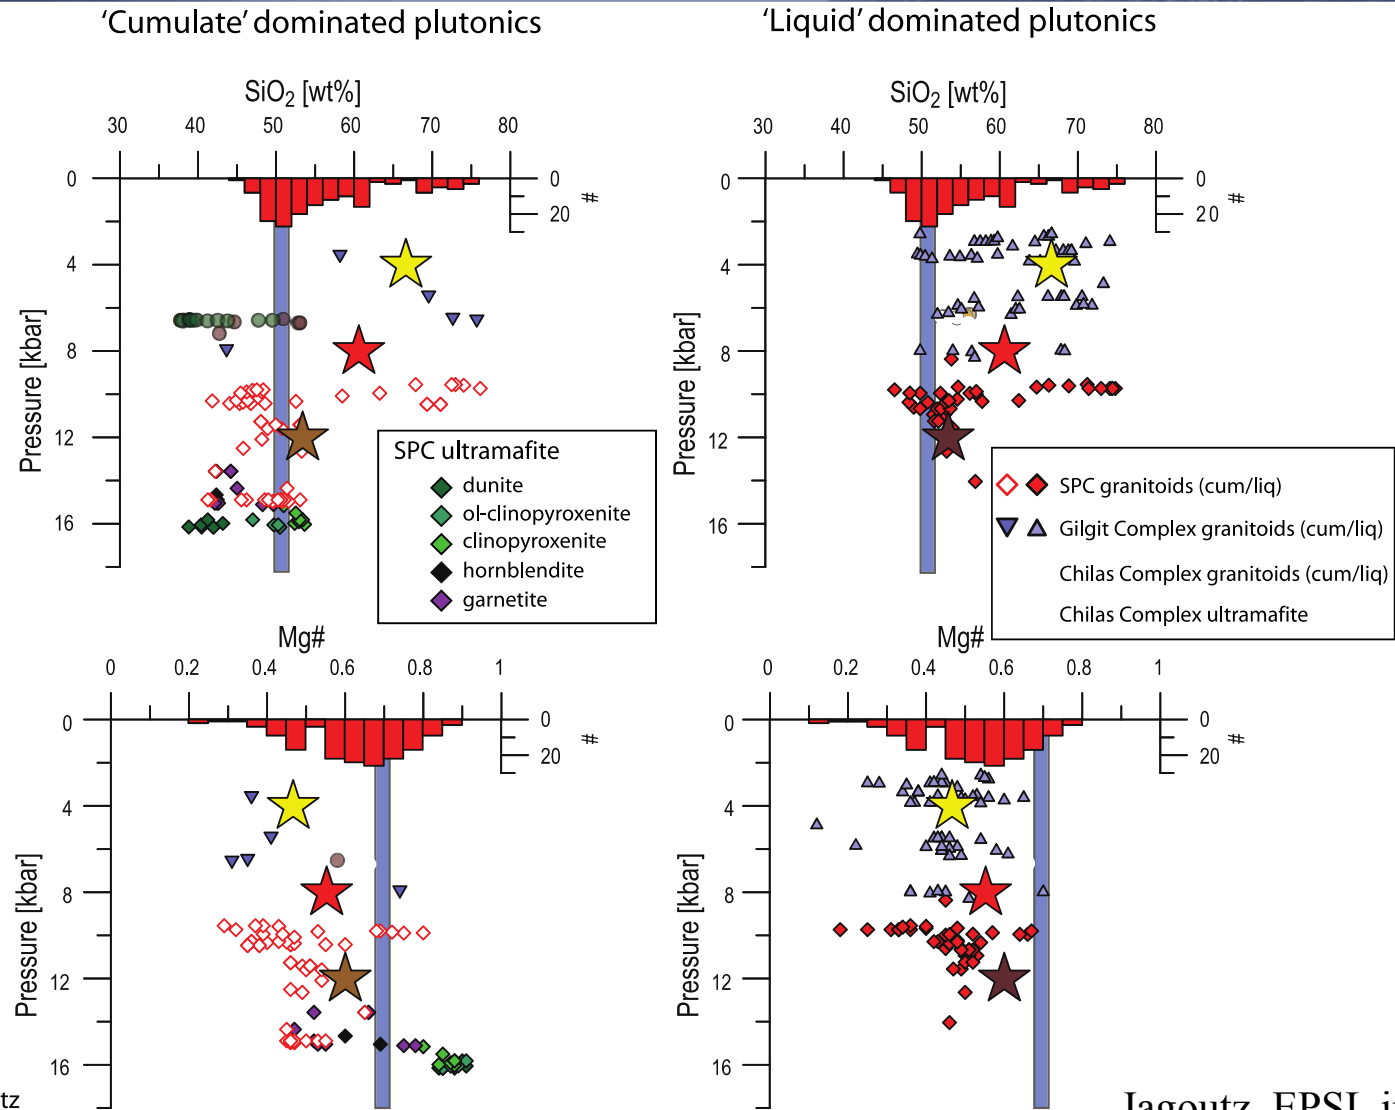 'Cumulate' dominated plutonics
'Liquid' dominated plutonics
SiO2 [wt%]
30 40 50 60 70 80
0 4 8 12 16
Pressure [kbar]
0
20
#
SPC ultramafite
dunite
ol-clinopyroxenite
clinopyroxenite
hornblendite
garnetite
SiO2 [wt%]
30 40 50 60 70 80
0 4 8 12 16
Pressure [kbar]
0
20
#
SPC granitoids (cum/liq)
Gilgit Complex granitoids (cum/liq)
Chilas Complex granitoids (cum/liq)
Chilas Complex ultramafite
Mg#
0 0.2 0.4 0.6 0.8 1
0 4 8 12 16
Pressure [kbar]
0
20
#
Mg#
0 0.2 0.4 0.6 0.8 1
0 4 8 12 16
Pressure [kbar]
0
20
#
tz
Jagoutz, EPSL